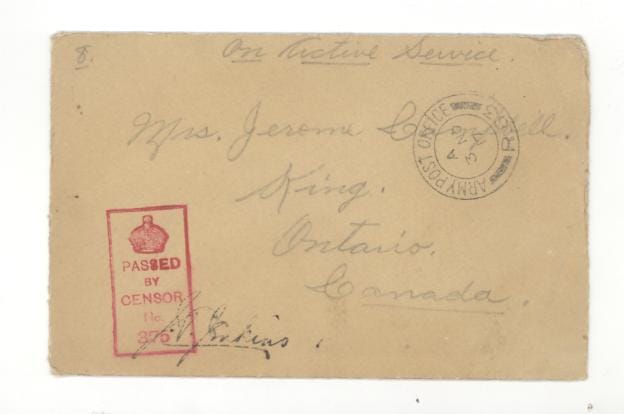 8.
On Active Service.
Mrs. Jerome
King.
Ontario.
Canada.
ARMY POST OFFICE
PASSED
BY
CENSOR
No.